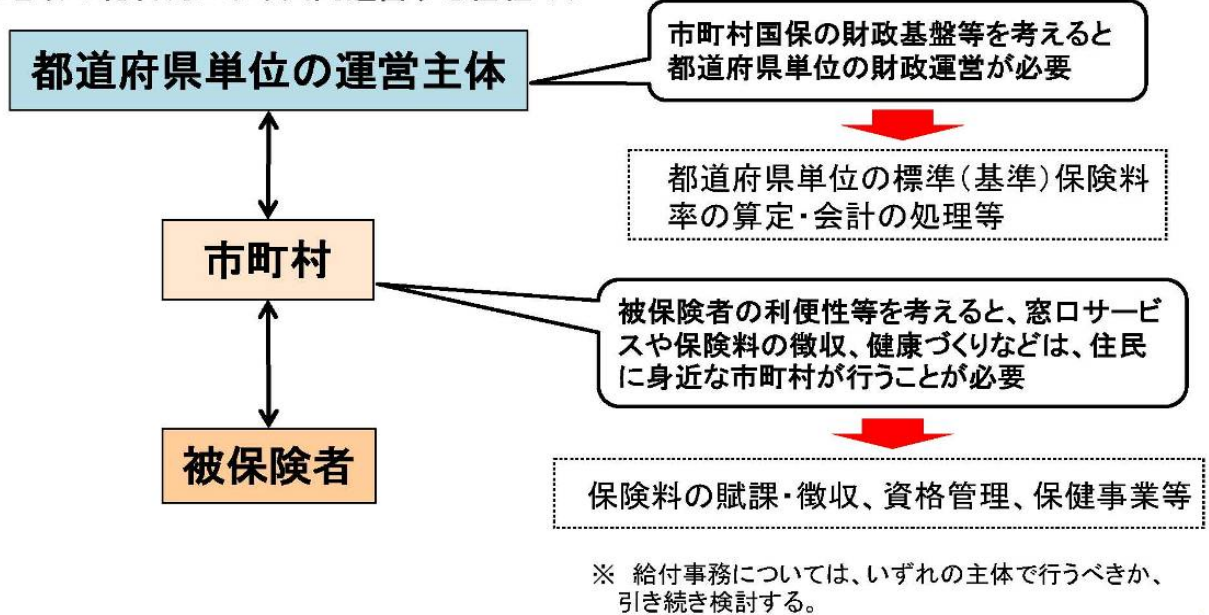 都道府県単位の運営主体
市町村国保の財政基盤等を考えると
都道府県単位の財政運営が必要
都道府県単位の標準(基準)保険料
率の算定・会計の処理等
市町村
被保険者の利便性等を考えると、窓口サービ
スや保険料の徴収、健康づくりなどは、住民
に身近な市町村が行うことが必要
被保険者
保険料の賦課・徴収、資格管理、保健事業等
※ 給付事務については、いずれの主体で行うべきか、
引き続き検討する。